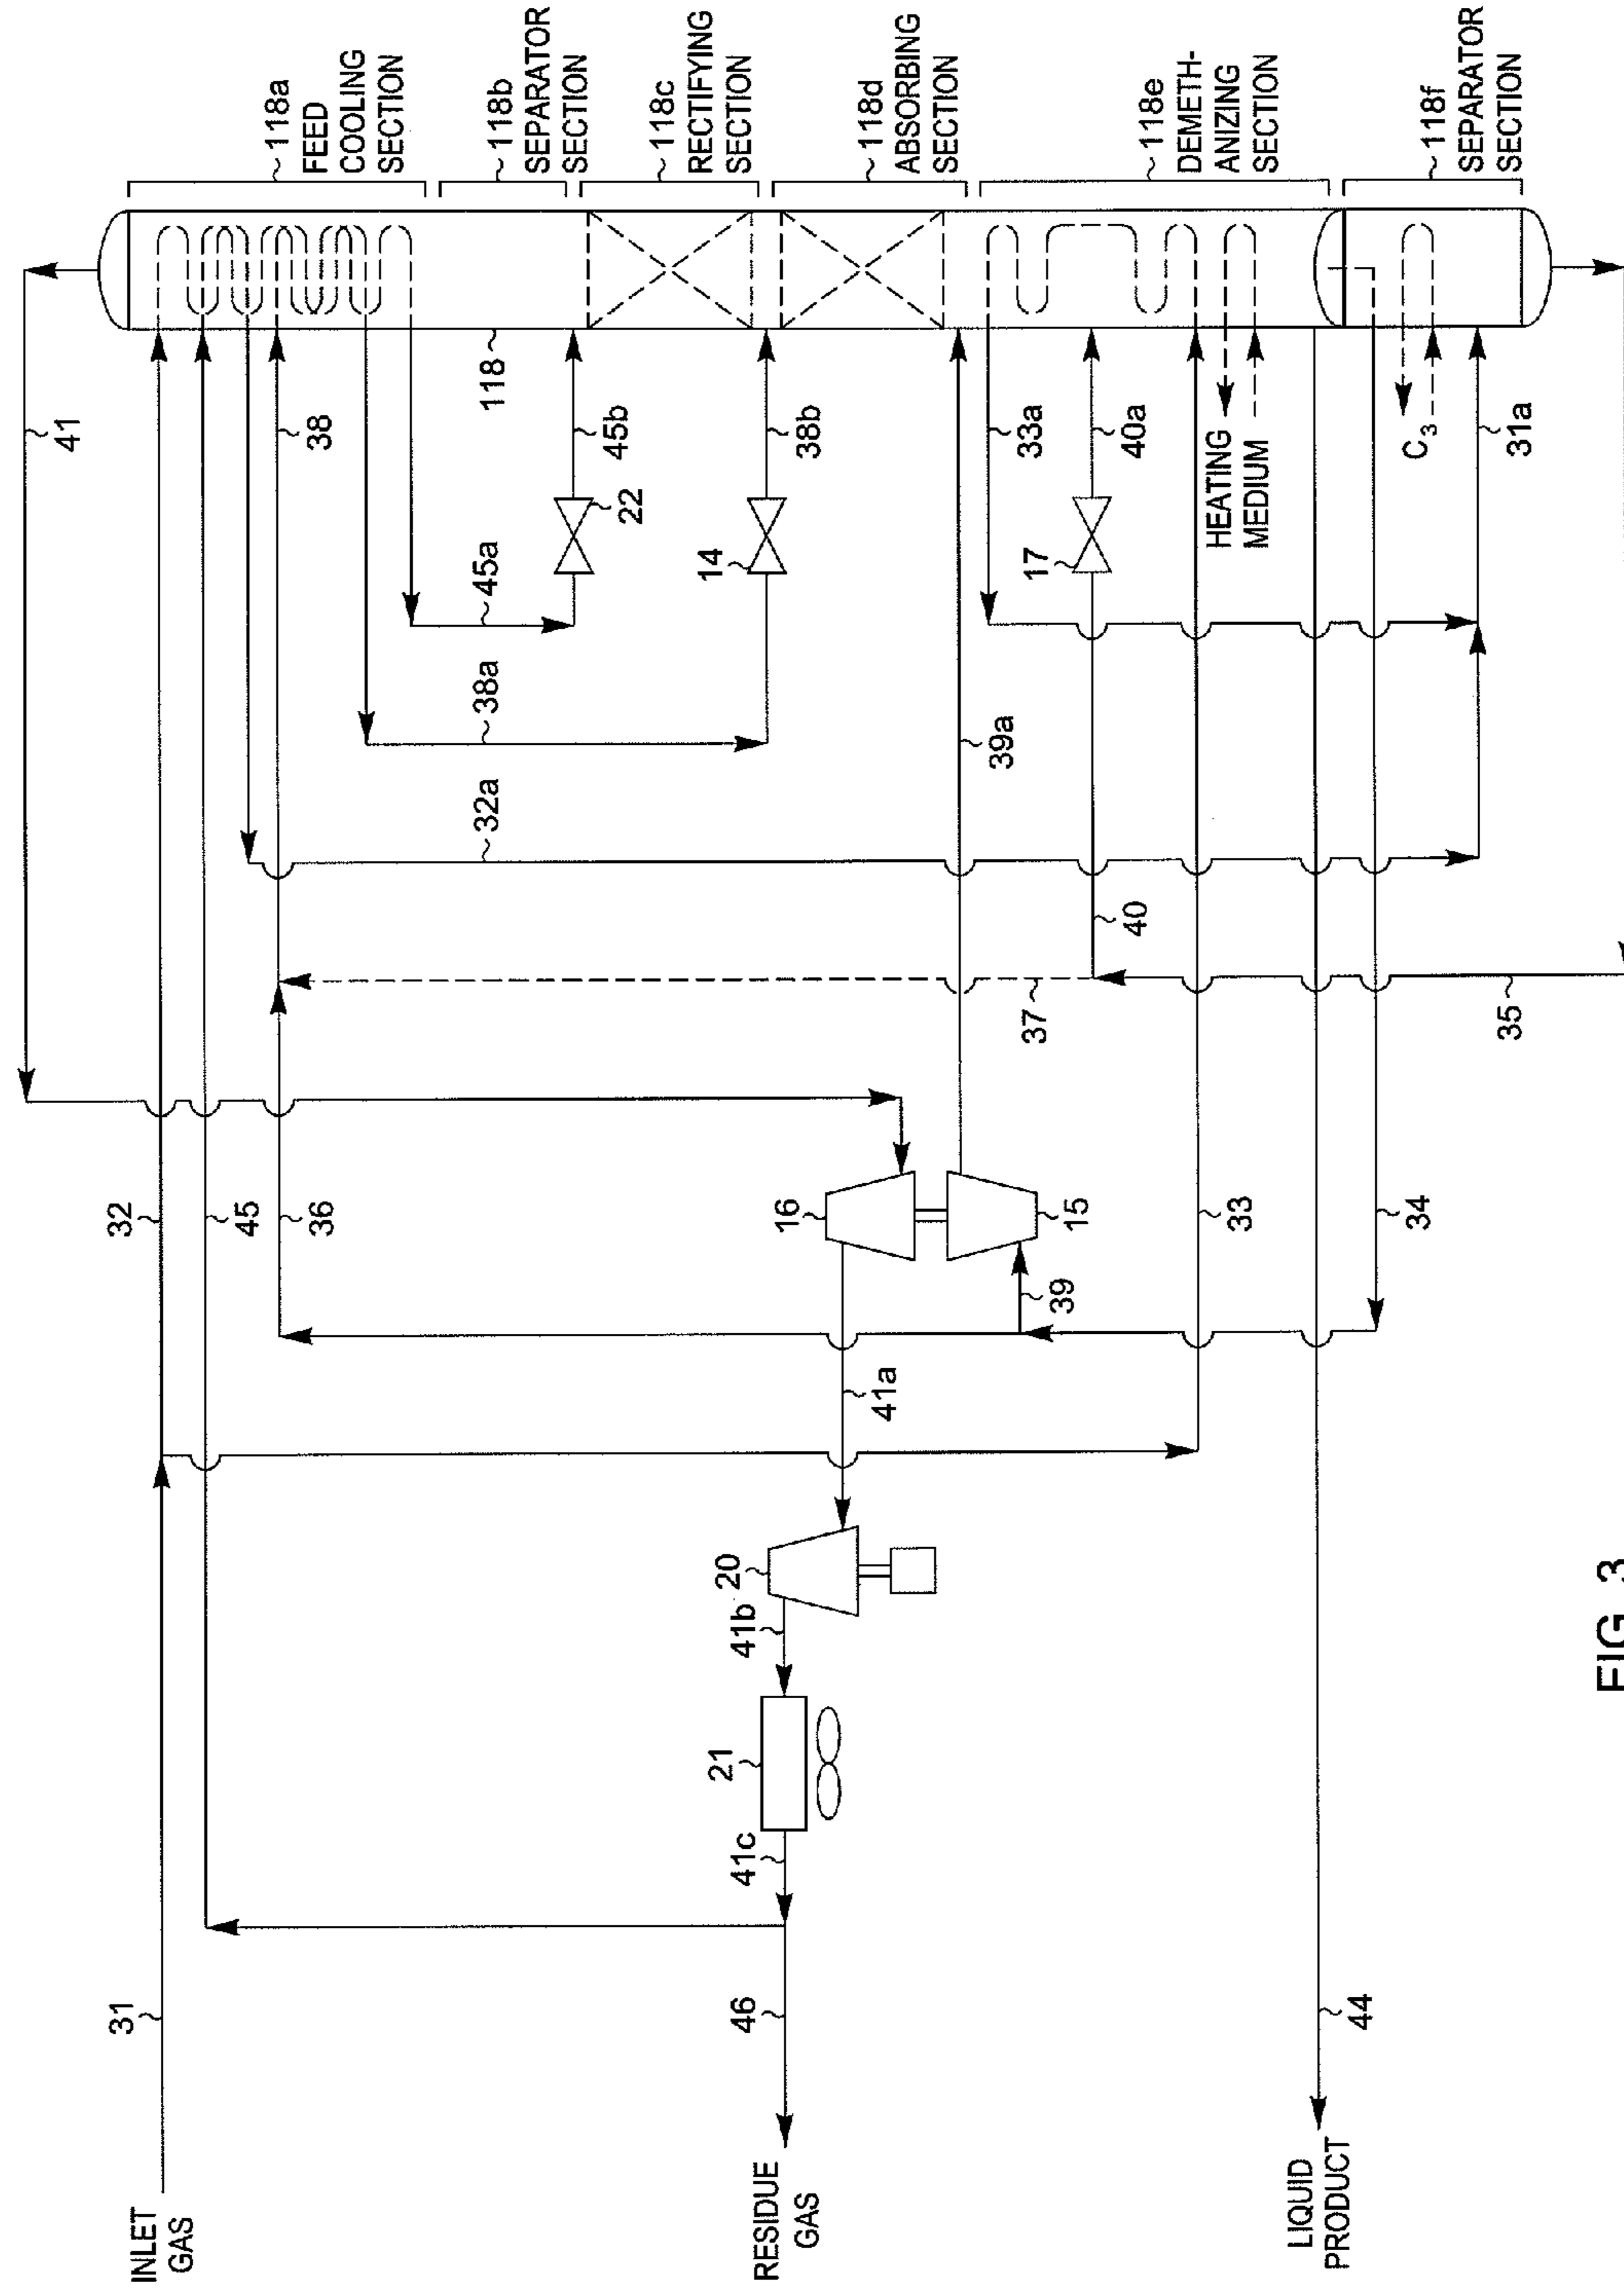 118a
FEED
COOLING
SECTION
118b
SEPARATOR
SECTION
118c
RECTIFYING
SECTION
118d
ABSORBING
SECTION
118e
DEMETH-
ANIZING
SECTION
118f
SEPARATOR
SECTION
41
38
118
45b
38b
33a
40a
HEATING
MEDIUM
C3
31a
22
14
17
45a
38a
32a
39a
40
37
35
32
45
36
16
15
33
34
39
41a
20
41b
21
41c
31
46
44
INLET
GAS
RESIDUE
GAS
LIQUID
PRODUCT